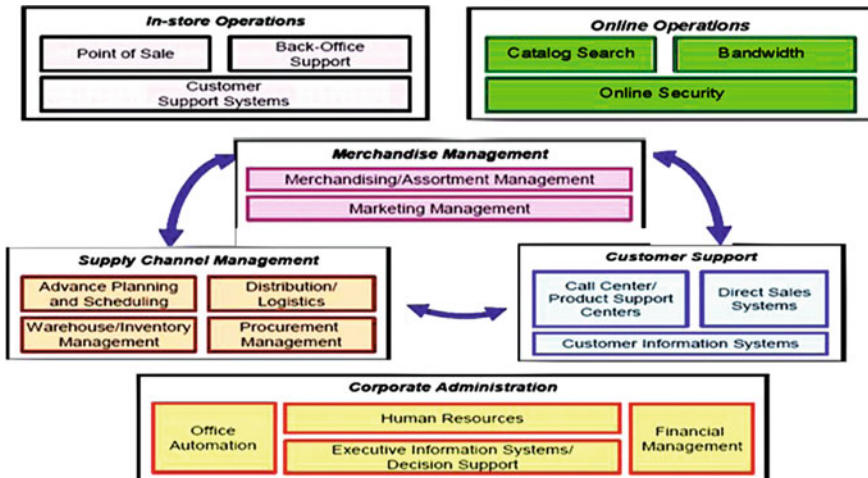 In-store Operations
Point of Sale
Back-Office
Support
Customer
Support Systems
Online Operations
Catalog Search
Bandwidth
Online Security
Merchandise Management
Merchandising/Assortment Management
Marketing Management
Supply Channel Management
Advance Planning
and Scheduling
Distribution/
Logistics
Warehouse/Inventory
Management
Procurement
Management
Customer Support
Call Center/
Product Support
Centers
Direct Sales
Systems
Customer Information Systems
Corporate Administration
Office
Automation
Human Resources
Executive Information Systems/
Decision Support
Financial
Management